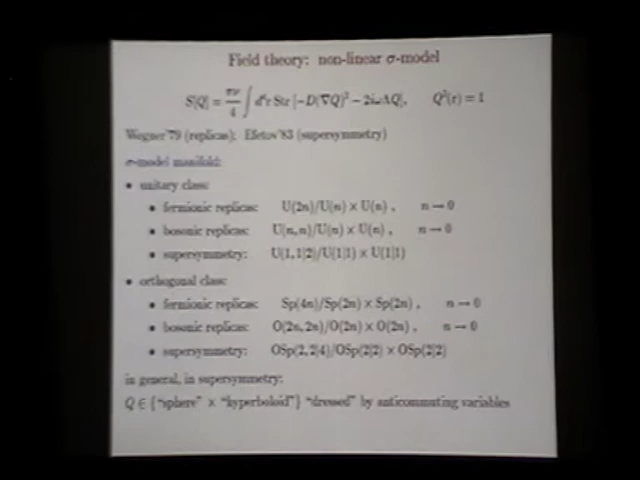 Field theory: non-linear σ-model
S[Q] = πν/4 ∫ dᵈr Str [−D(∇Q)² − 2iωΛQ], Q²(r) = 1
Wegner'79 (replicas); Efetov'83 (supersymmetry)
σ-model manifold:
• unitary class:
• fermionic replicas: U(2n)/U(n) × U(n) , n → 0
• bosonic replicas: U(n,n)/U(n) × U(n) , n → 0
• supersymmetry: U(1,1|2)/U(1|1) × U(1|1)
• orthogonal class:
• fermionic replicas: Sp(4n)/Sp(2n) × Sp(2n) , n → 0
• bosonic replicas: O(2n,2n)/O(2n) × O(2n) , n → 0
• supersymmetry: OSp(2,2|4)/OSp(2|2) × OSp(2|2)
in general, in supersymmetry:
Q ∈ {"sphere" × "hyperboloid"} "dressed" by anticommuting variables